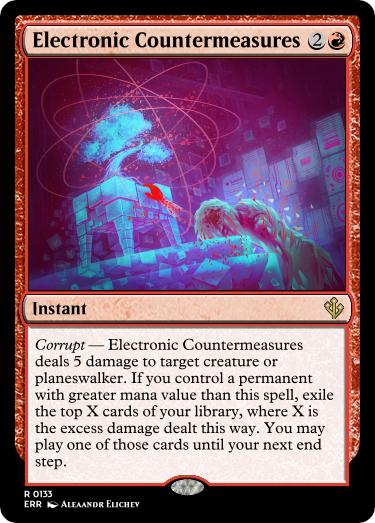 Electronic Countermeasures 2
Instant
Corrupt — Electronic Countermeasures
deals 5 damage to target creature or
planeswalker. If you control a permanent
with greater mana value than this spell, exile
the top X cards of your library, where X is
the excess damage dealt this way. You may
play one of those cards until your next end
step.
R 0133
ERR Aleaandr Elichev